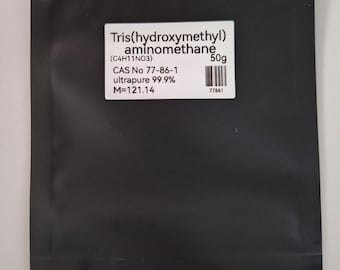 Tris(hydroxymethyl)
aminomethane
(C4H11NO3) 50g
CAS No 77-86-1
ultrapure 99.9%
M=121.14
77861